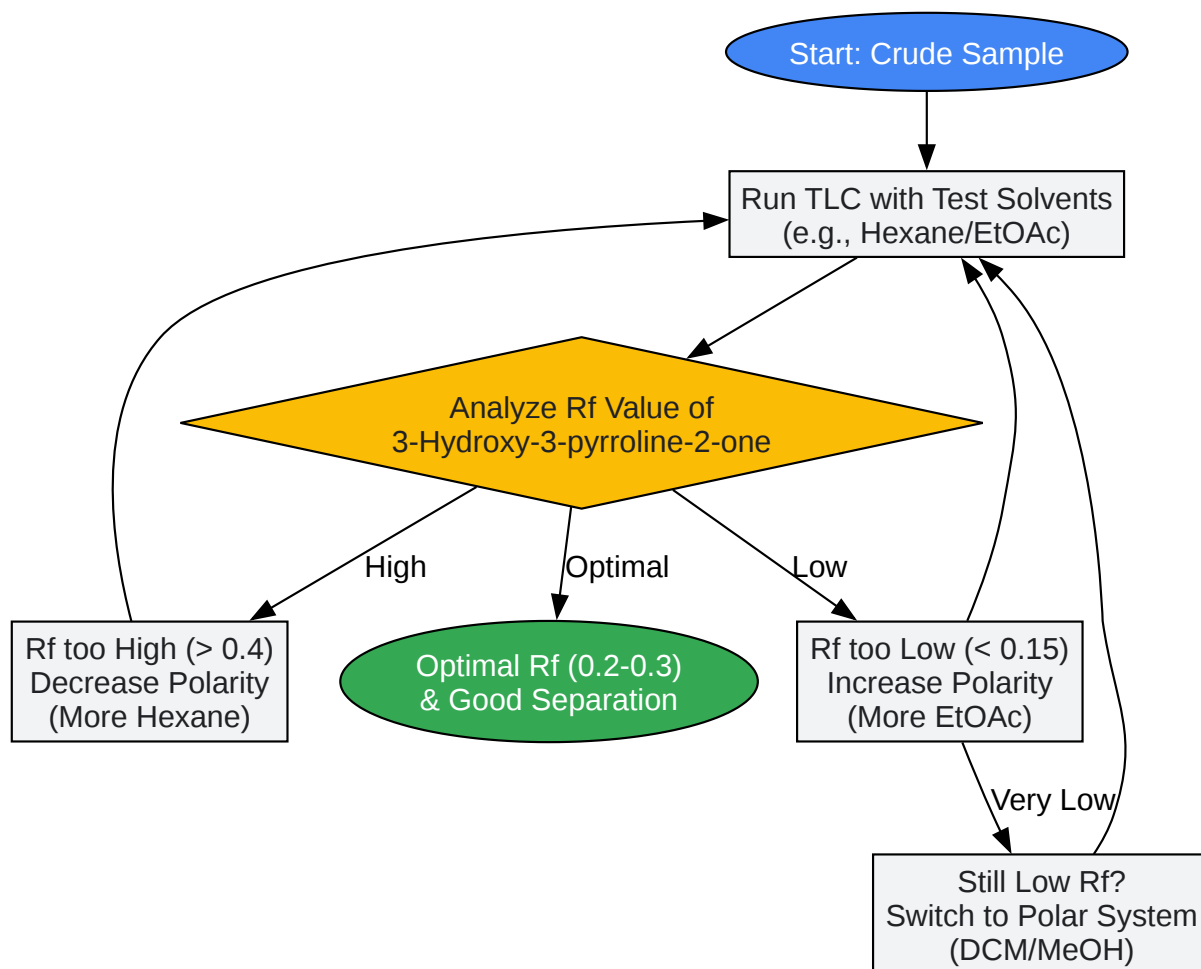 Start: Crude Sample
Run TLC with Test Solvents
(e.g., Hexane/EtOAc)
Analyze Rf Value of
3-Hydroxy-3-pyrroline-2-one
High
Optimal
Low
Rf too High (> 0.4)
Decrease Polarity
(More Hexane)
Optimal Rf (0.2-0.3)
& Good Separation
Rf too Low (< 0.15)
Increase Polarity
(More EtOAc)
Very Low
Still Low Rf?
Switch to Polar System
(DCM/MeOH)